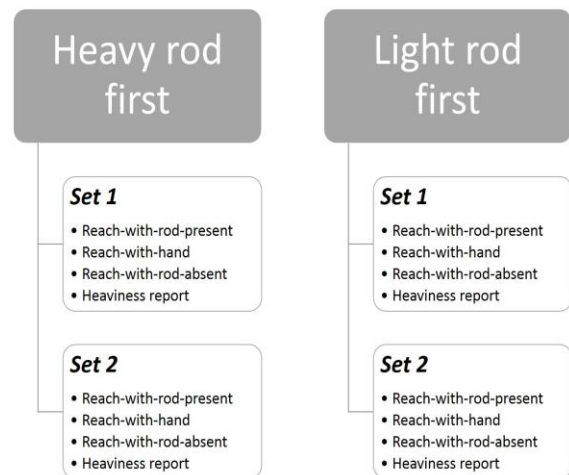 Heavy rod
first
Set 1
• Reach-with-rod-present
• Reach-with-hand
• Reach-with-rod-absent
• Heaviness report
Set 2
• Reach-with-rod-present
• Reach-with-hand
• Reach-with-rod-absent
• Heaviness report
Light rod
first
Set 1
• Reach-with-rod-present
• Reach-with-hand
• Reach-with-rod-absent
• Heaviness report
Set 2
• Reach-with-rod-present
• Reach-with-hand
• Reach-with-rod-absent
• Heaviness report